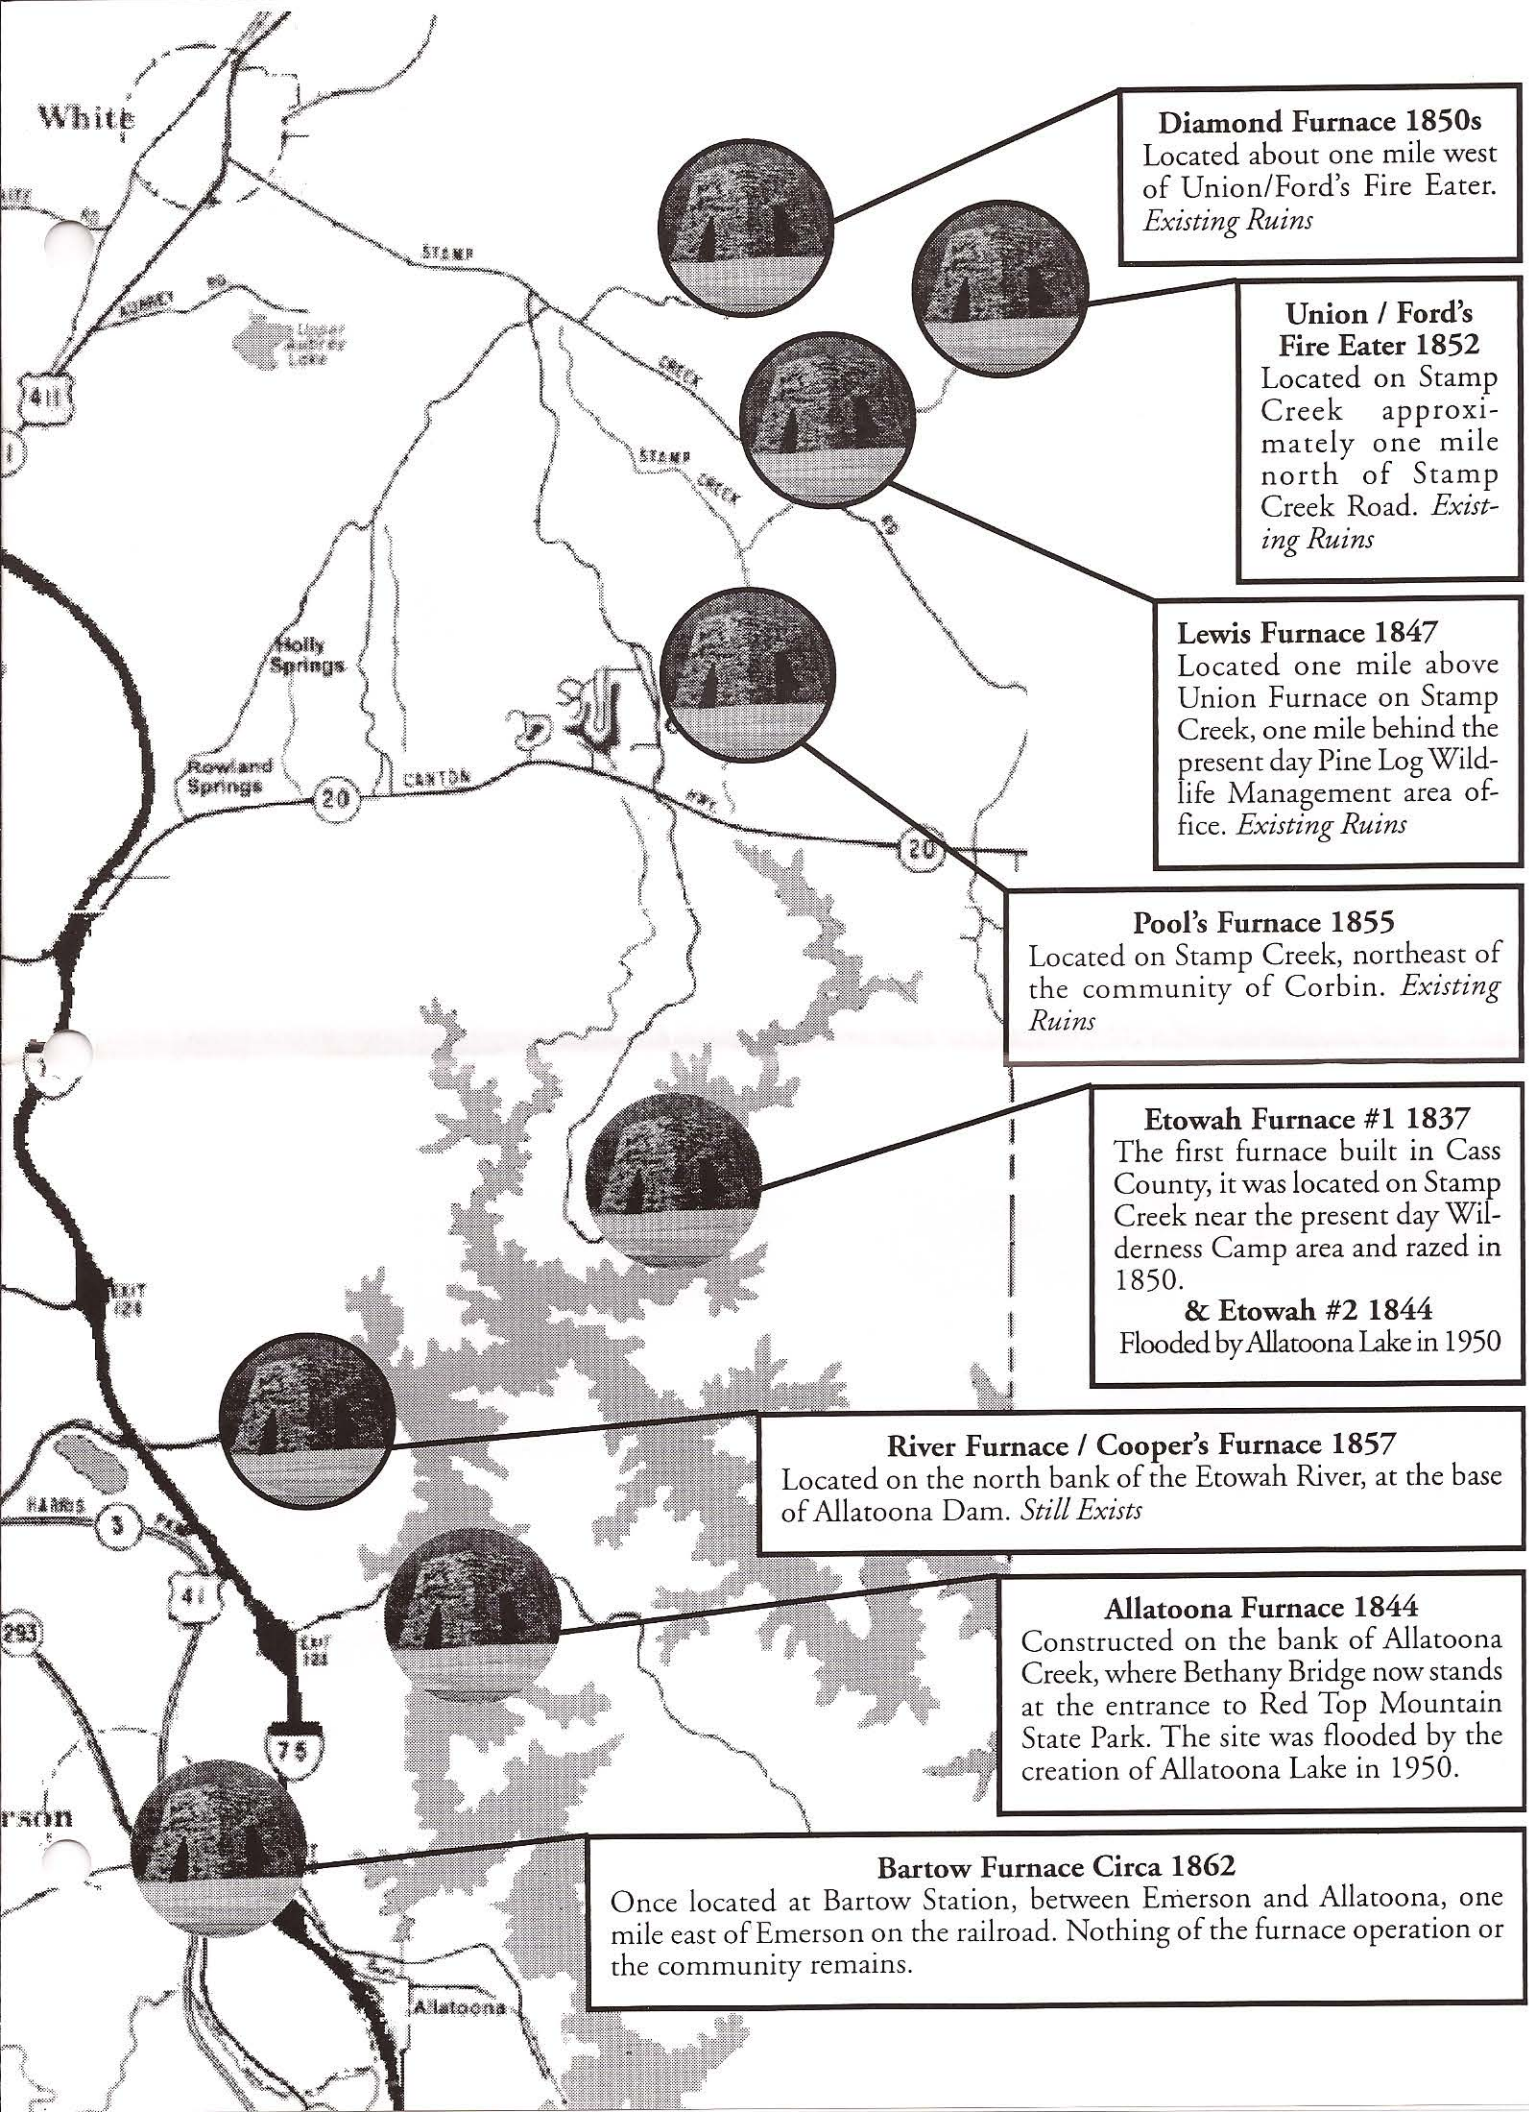 White
Diamond Furnace 1850s
Located about one mile west
of Union/Ford's Fire Eater.
Existing Ruins
RD
STAMP
AUBREY RD
Upper
Aubrey
Lake
411
1
CREEK
STAMP
CREEK
RD
Union / Ford's
Fire Eater 1852
Located on Stamp
Creek approxi-
mately one mile
north of Stamp
Creek Road. Exist-
ing Ruins
Lewis Furnace 1847
Located one mile above
Union Furnace on Stamp
Creek, one mile behind the
present day Pine Log Wild-
life Management area of-
fice. Existing Ruins
Holly
Springs
Rowland
Springs
20
CANTON
HWY.
20
Pool's Furnace 1855
Located on Stamp Creek, northeast of
the community of Corbin. Existing
Ruins
Etowah Furnace #1 1837
The first furnace built in Cass
County, it was located on Stamp
Creek near the present day Wil-
derness Camp area and razed in
1850.
& Etowah #2 1844
Flooded by Allatoona Lake in 1950
EXIT
River Furnace / Cooper's Furnace 1857
Located on the north bank of the Etowah River, at the base
of Allatoona Dam. Still Exists
HARRIS
3
PKWY
41
293
EXIT
Allatoona Furnace 1844
Constructed on the bank of Allatoona
Creek, where Bethany Bridge now stands
at the entrance to Red Top Mountain
State Park. The site was flooded by the
creation of Allatoona Lake in 1950.
75
rson
Bartow Furnace Circa 1862
Once located at Bartow Station, between Emerson and Allatoona, one
mile east of Emerson on the railroad. Nothing of the furnace operation or
the community remains.
Allatoona